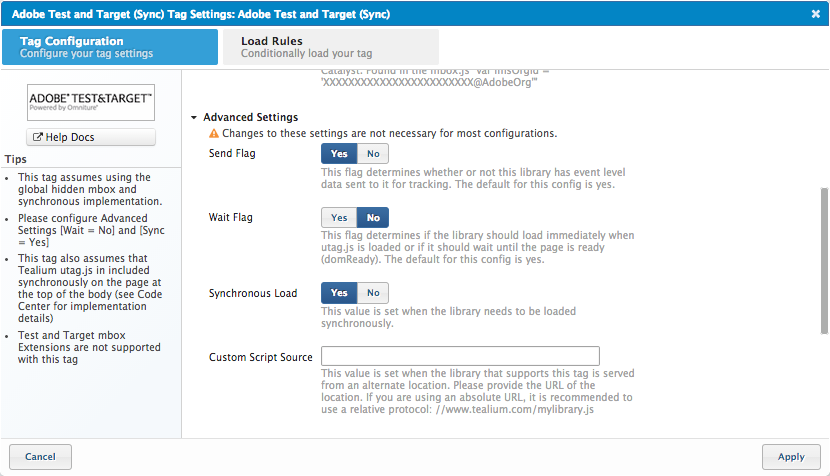 Adobe Test and Target (Sync) Tag Settings: Adobe Test and Target (Sync)
Tag Configuration
Configure your tag settings
Load Rules
Conditionally load your tag
ADOBE® TEST&TARGET™
Powered by Omniture®
Help Docs
Tips
• This tag assumes using the
global hidden mbox and
synchronous implementation.
• Please configure Advanced
Settings [Wait = No] and [Sync
= Yes]
• This tag also assumes that
Tealium utag.js in included
synchronously on the page at
the top of the body (see Code
Center for implementation
details)
• Test and Target mbox
Extensions are not supported
with this tag
Catalyst: Found in the mbox.js "var imsOrgId =
'XXXXXXXXXXXXXXXXXXXXXXXX@AdobeOrg'"
Advanced Settings
Changes to these settings are not necessary for most configurations.
Send Flag
Yes No
This flag determines whether or not this library has event level
data sent to it for tracking. The default for this config is yes.
Wait Flag
Yes No
This flag determines if the library should load immediately when
utag.js is loaded or if it should wait until the page is ready
(domReady). The default for this config is yes.
Synchronous Load
Yes No
This value is set when the library needs to be loaded
synchronously.
Custom Script Source
This value is set when the library that supports this tag is served
from an alternate location. Please provide the URL of the
location. If you are using an absolute URL, it is recommended to
use a relative protocol: //www.tealium.com/mylibrary.js
Cancel
Apply